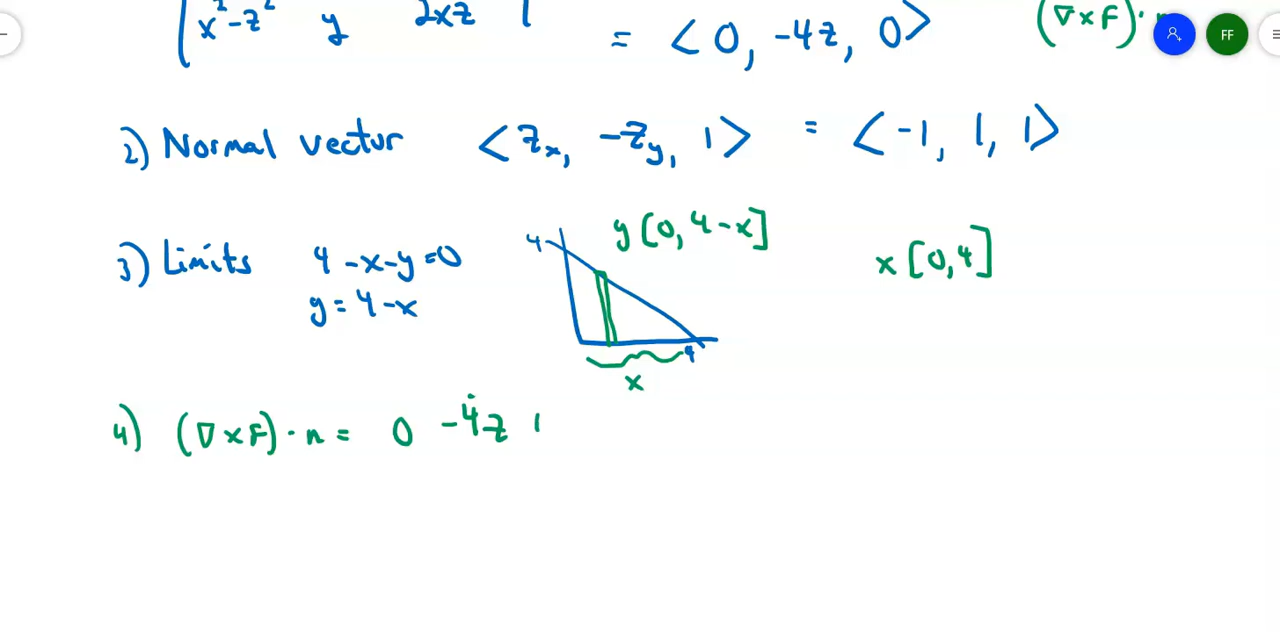 x²-z² y 2xz = <0, -4z, 0> (∇×F)·
FF
2) Normal vector <z_x, -z_y, 1> = <-1, 1, 1>
3) Limits 4-x-y=0 4 y[0, 4-x] x[0,4]
y=4-x
4
x
4) (∇×F)·n = 0 -4z